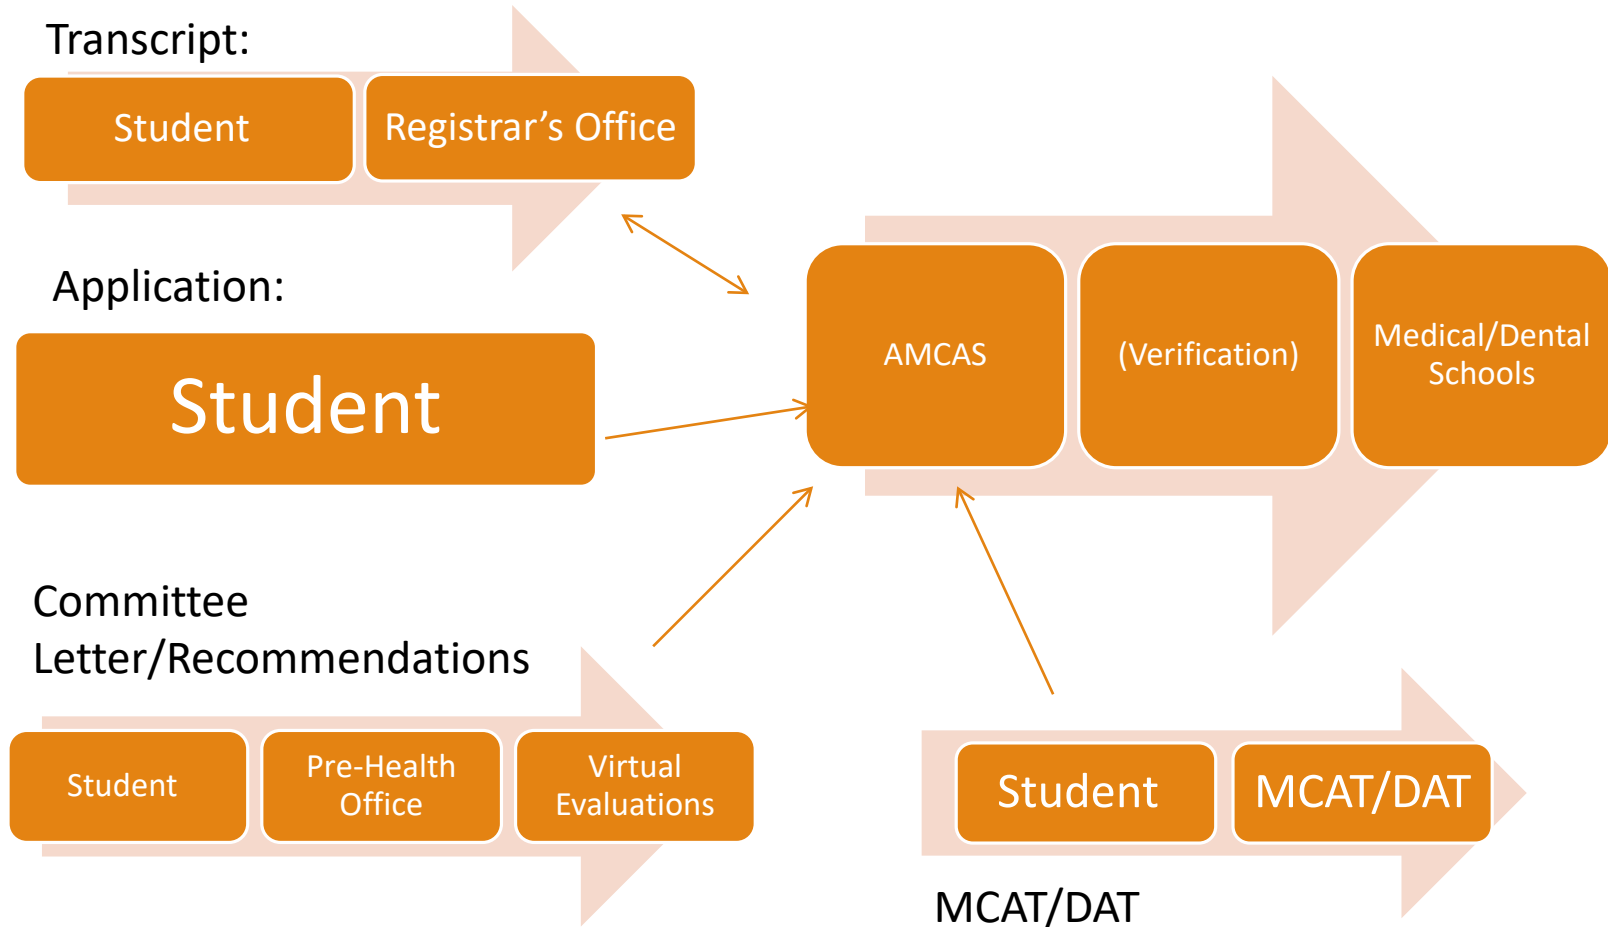 Transcript:
Student
Registrar’s Office
Application:
Student
AMCAS
(Verification)
Medical/Dental
Schools
Committee
Letter/Recommendations
Student
Pre-Health
Office
Virtual
Evaluations
Student
MCAT/DAT
MCAT/DAT